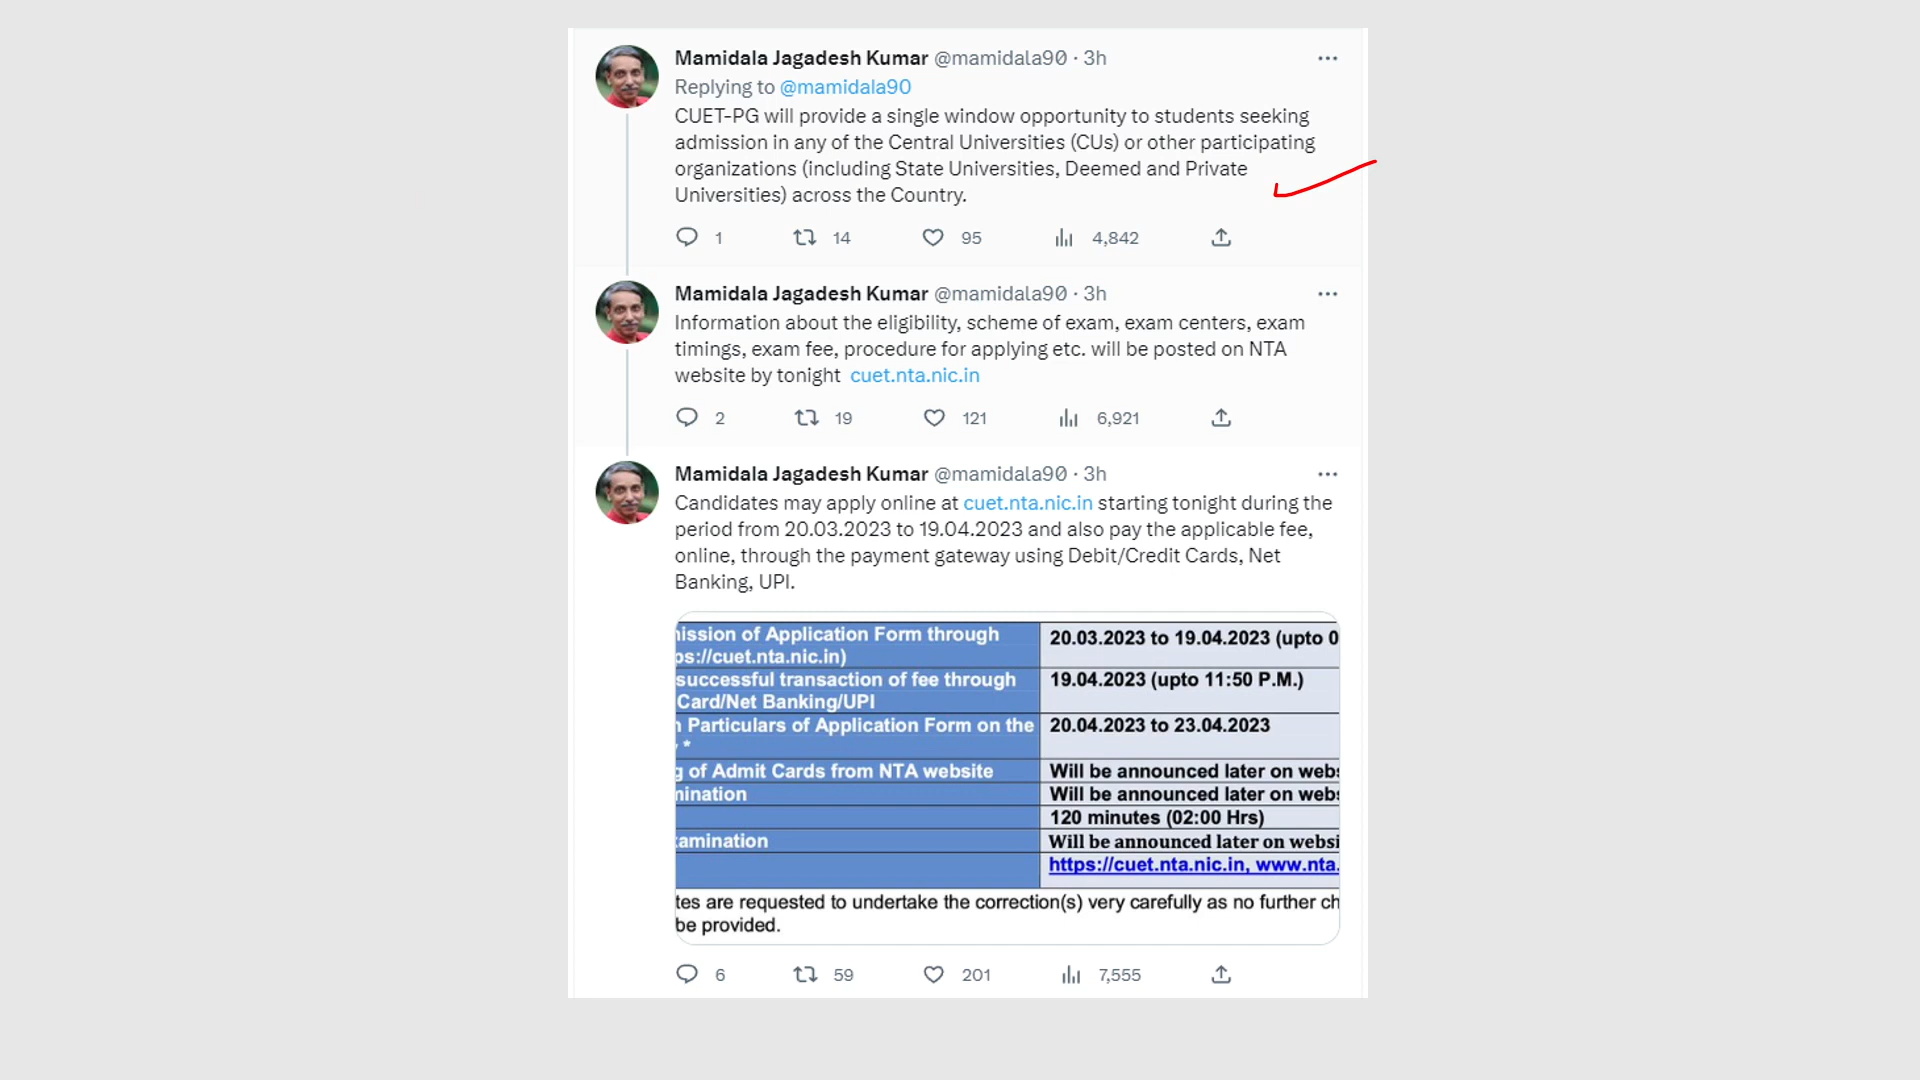 Mamidala Jagadesh Kumar @mamidala90 · 3h
Replying to @mamidala90
CUET-PG will provide a single window opportunity to students seeking
admission in any of the Central Universities (CUs) or other participating
organizations (including State Universities, Deemed and Private
Universities) across the Country.
1 14 95 4,842
Mamidala Jagadesh Kumar @mamidala90 · 3h
Information about the eligibility, scheme of exam, exam centers, exam
timings, exam fee, procedure for applying etc. will be posted on NTA
website by tonight cuet.nta.nic.in
2 19 121 6,921
Mamidala Jagadesh Kumar @mamidala90 · 3h
Candidates may apply online at cuet.nta.nic.in starting tonight during the
period from 20.03.2023 to 19.04.2023 and also pay the applicable fee,
online, through the payment gateway using Debit/Credit Cards, Net
Banking, UPI.
ission of Application Form through 20.03.2023 to 19.04.2023 (upto 0
ps://cuet.nta.nic.in)
successful transaction of fee through 19.04.2023 (upto 11:50 P.M.)
Card/Net Banking/UPI
Particulars of Application Form on the 20.04.2023 to 23.04.2023
*
g of Admit Cards from NTA website Will be announced later on webs
mination Will be announced later on webs
120 minutes (02:00 Hrs)
amination Will be announced later on websi
https://cuet.nta.nic.in, www.nta.
tes are requested to undertake the correction(s) very carefully as no further ch
be provided.
6 59 201 7,555